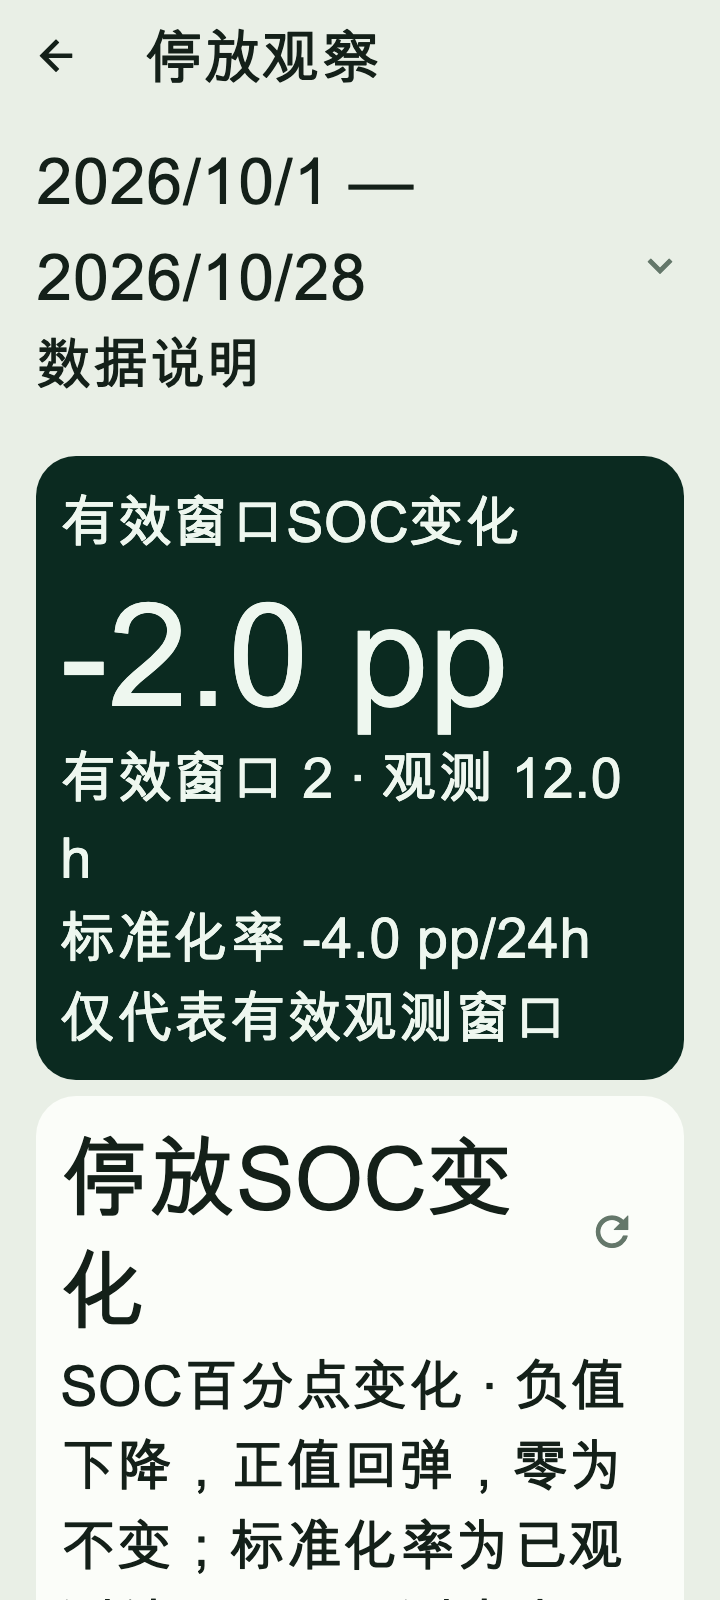 停放观察
2026/10/1 —
2026/10/28
数据说明
有效窗口SOC变化
-2.0 pp
有效窗口 2 · 观测 12.0
h
标准化率 -4.0 pp/24h
仅代表有效观测窗口
停放SOC变
化
SOC百分点变化 · 负值
下降，正值回弹，零为
不变；标准化率为已观